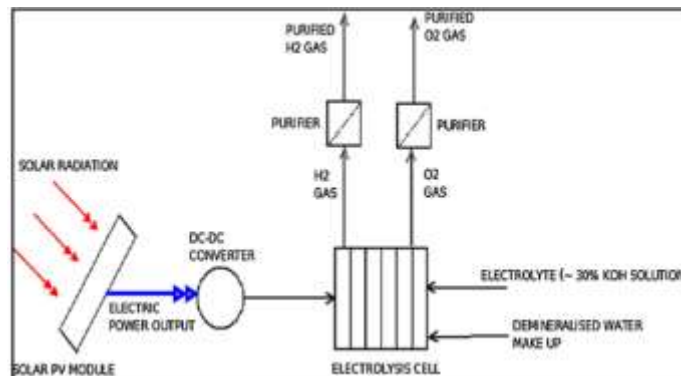 PURIFIED
H2 GAS
PURIFIED
O2 GAS
PURIFIER
PURIFIER
SOLAR RADIATION
H2
GAS
O2
GAS
DC-DC
CONVERTER
ELECTROLYTE (~ 30% KOH SOLUTION
ELECTRIC
POWER OUTPUT
DEMINERALISED WATER
MAKE UP
SOLAR PV MODULE
ELECTROLYSIS CELL